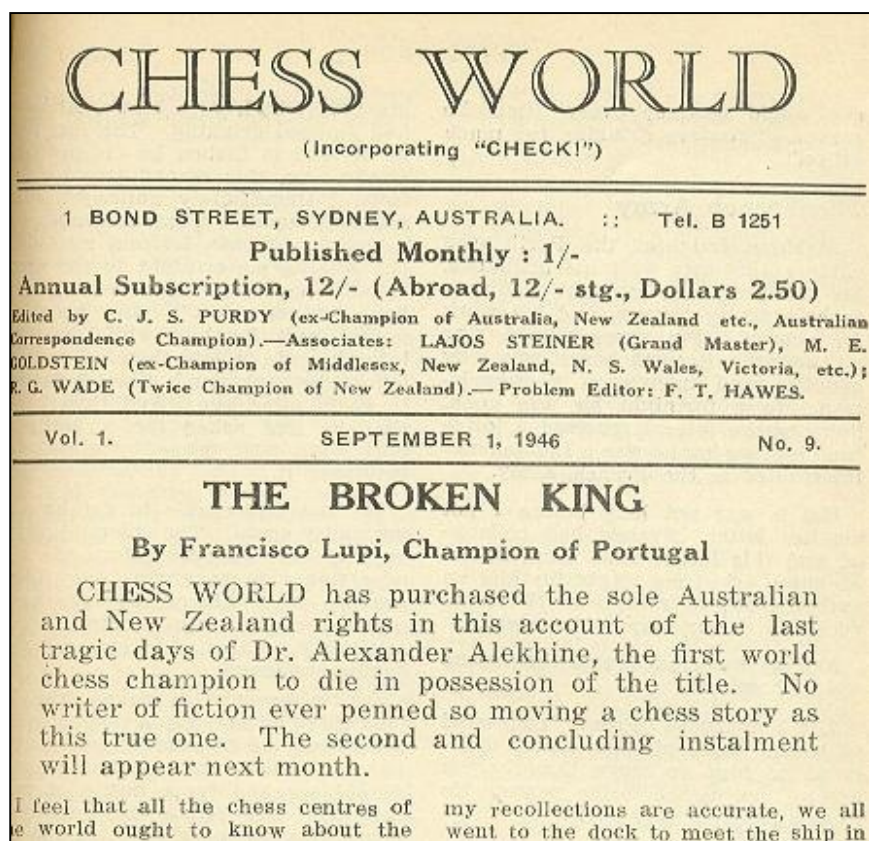 CHESS WORLD
(Incorporating "CHECK!")
1 BOND STREET, SYDNEY, AUSTRALIA. :: Tel. B 1251
Published Monthly : 1/-
Annual Subscription, 12/- (Abroad, 12/- stg., Dollars 2.50)
Edited by C. J. S. PURDY (ex-Champion of Australia, New Zealand etc., Australian
Correspondence Champion).—Associates: LAJOS STEINER (Grand Master), M. E.
GOLDSTEIN (ex-Champion of Middlesex, New Zealand, N. S. Wales, Victoria, etc.);
R. G. WADE (Twice Champion of New Zealand).— Problem Editor: F. T. HAWES.
Vol. 1. SEPTEMBER 1, 1946 No. 9.
THE BROKEN KING
By Francisco Lupi, Champion of Portugal
CHESS WORLD has purchased the sole Australian
and New Zealand rights in this account of the last
tragic days of Dr. Alexander Alekhine, the first world
chess champion to die in possession of the title. No
writer of fiction ever penned so moving a chess story as
this true one. The second and concluding instalment
will appear next month.
I feel that all the chess centres of
e world ought to know about the
my recollections are accurate, we all
went to the dock to meet the ship in